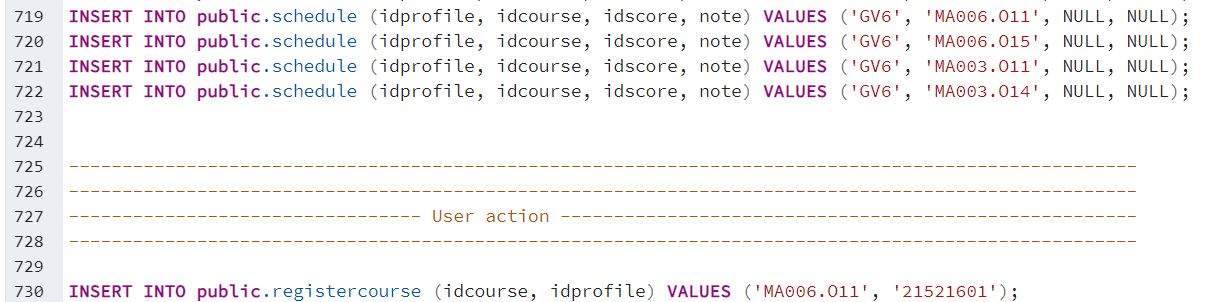 719 INSERT INTO public.schedule (idprofile, idcourse, idscore, note) VALUES ('GV6', 'MA006.O11', NULL, NULL);
720 INSERT INTO public.schedule (idprofile, idcourse, idscore, note) VALUES ('GV6', 'MA006.O15', NULL, NULL);
721 INSERT INTO public.schedule (idprofile, idcourse, idscore, note) VALUES ('GV6', 'MA003.O11', NULL, NULL);
722 INSERT INTO public.schedule (idprofile, idcourse, idscore, note) VALUES ('GV6', 'MA003.O14', NULL, NULL);
723
724
725 ----------------------------------------------------------------------------------------------------
726 ----------------------------------------------------------------------------------------------------
727 --------------------------------- User action ------------------------------------------------------
728 ----------------------------------------------------------------------------------------------------
729
730 INSERT INTO public.registercourse (idcourse, idprofile) VALUES ('MA006.O11', '21521601');